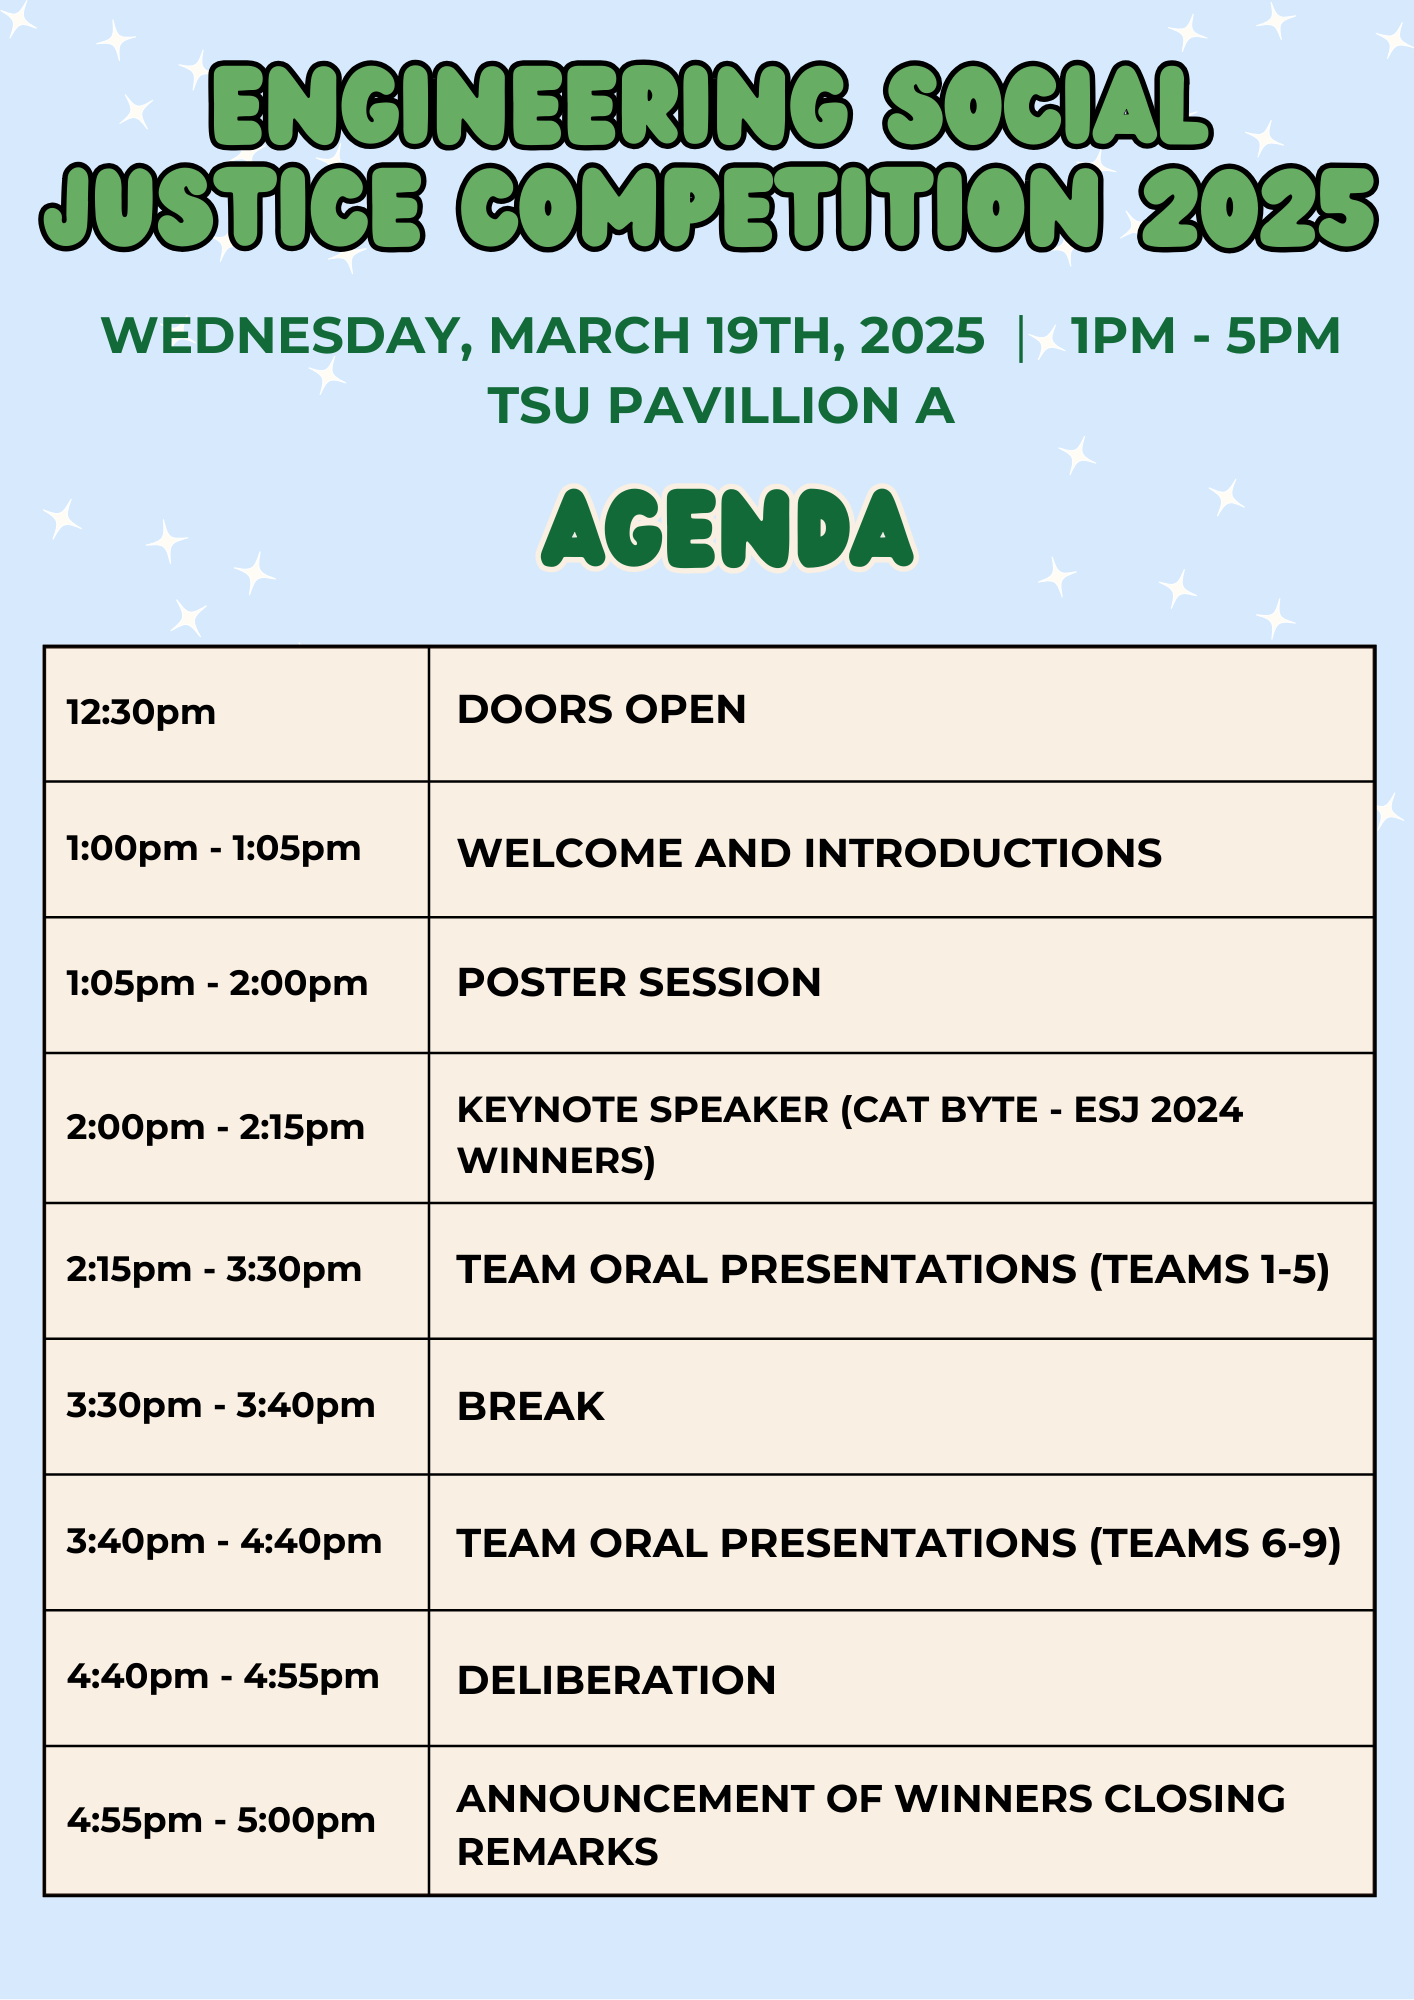 ENGINEERING SOCIAL
JUSTICE COMPETITION 2025
WEDNESDAY, MARCH 19TH, 2025 | 1PM - 5PM
TSU PAVILLION A
AGENDA
12:30pm DOORS OPEN
1:00pm - 1:05pm WELCOME AND INTRODUCTIONS
1:05pm - 2:00pm POSTER SESSION
2:00pm - 2:15pm KEYNOTE SPEAKER (CAT BYTE - ESJ 2024
WINNERS)
2:15pm - 3:30pm TEAM ORAL PRESENTATIONS (TEAMS 1-5)
3:30pm - 3:40pm BREAK
3:40pm - 4:40pm TEAM ORAL PRESENTATIONS (TEAMS 6-9)
4:40pm - 4:55pm DELIBERATION
4:55pm - 5:00pm ANNOUNCEMENT OF WINNERS CLOSING
REMARKS